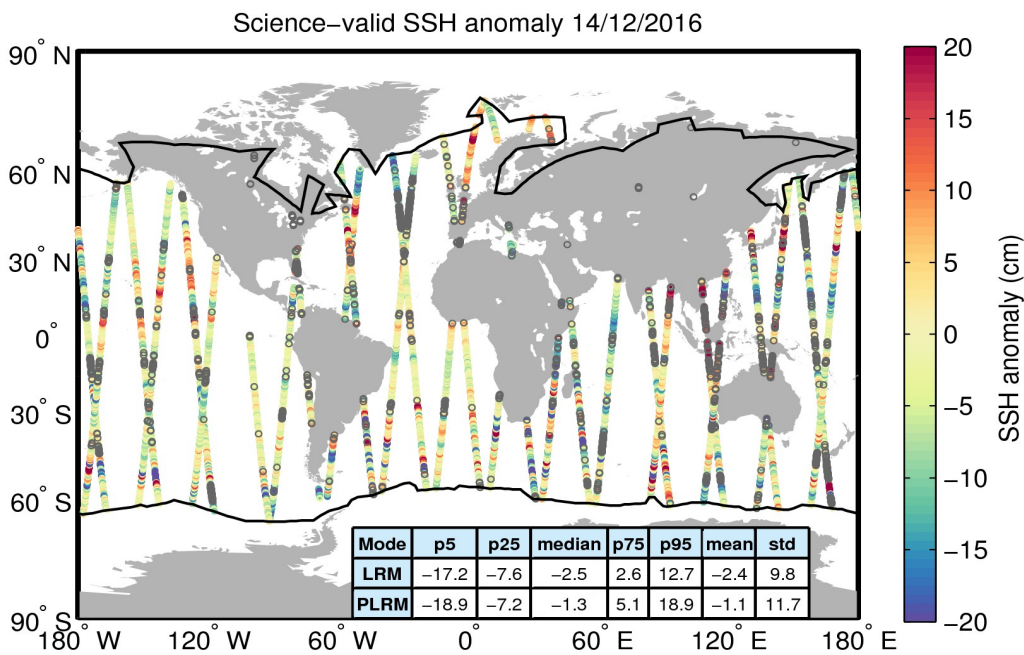 Science−valid SSH anomaly 14/12/2016
90° N
60° N
30° N
0°
30° S
60° S
90° S
180° W
120° W
60° W
0°
60° E
120° E
180° E
Mode p5 p25 median p75 p95 mean std
LRM −17.2 −7.6 −2.5 2.6 12.7 −2.4 9.8
PLRM −18.9 −7.2 −1.3 5.1 18.9 −1.1 11.7
20
15
10
5
0
−5
−10
−15
−20
SSH anomaly (cm)